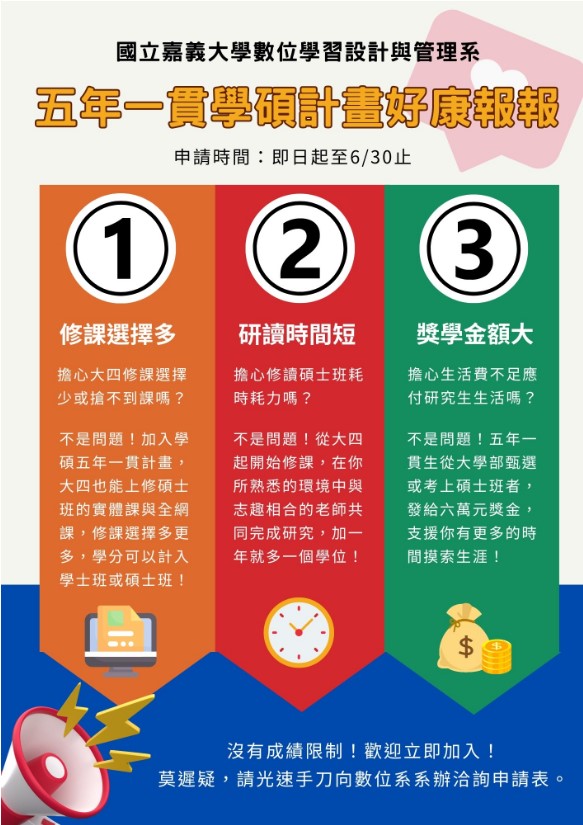 國立嘉義大學數位學習設計與管理系
五年一貫學碩計畫好康報報
申請時間：即日起至6/30止
1
修課選擇多
擔心大四修課選擇
少或搶不到課嗎？
不是問題！加入學
碩五年一貫計畫，
大四也能上修碩士
班的實體課與全網
課，修課選擇多更
多，學分可以計入
學士班或碩士班！
2
研讀時間短
擔心修讀碩士班耗
時耗力嗎？
不是問題！從大四
起開始修課，在你
所熟悉的環境中與
志趣相合的老師共
同完成研究，加一
年就多一個學位！
3
獎學金額大
擔心生活費不足應
付研究生生活嗎？
不是問題！五年一
貫生從大學部甄選
或考上碩士班者，
發給六萬元獎金，
支援你有更多的時
間摸索生涯！
$
$
沒有成績限制！歡迎立即加入！
莫遲疑，請光速手刀向數位系系辦洽詢申請表。